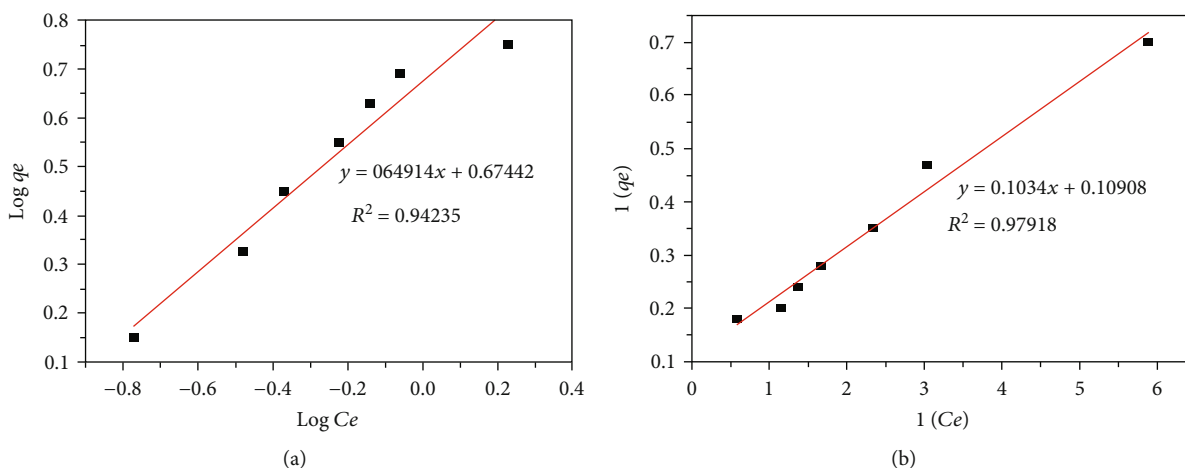 0.8
0.7
0.6
0.5
0.4
0.3
0.2
0.1
Log qe
y = 064914x + 0.67442
R² = 0.94235
−0.8
−0.6
−0.4
−0.2
0.0
0.2
0.4
Log Ce
(a)
0.7
0.6
0.5
0.4
0.3
0.2
0.1
1 (qe)
y = 0.1034x + 0.10908
R² = 0.97918
0
1
2
3
4
5
6
1 (Ce)
(b)